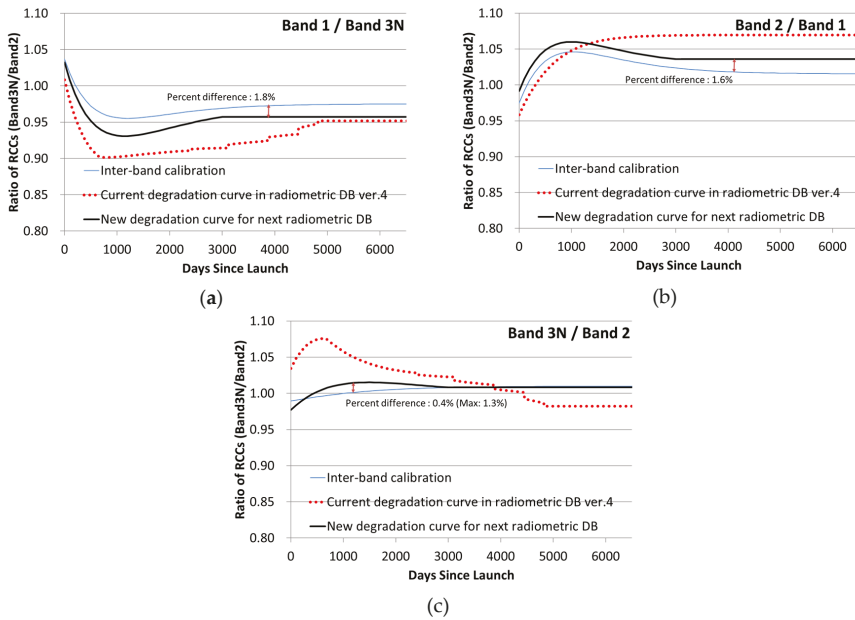 Band 1 / Band 3N
Ratio of RCCs (Band3N/Band2)
1.10
1.05
1.00
0.95
0.90
0.85
0.80
Percent difference : 1.8%
Inter-band calibration
Current degradation curve in radiometric DB ver.4
New degradation curve for next radiometric DB
0 1000 2000 3000 4000 5000 6000
Days Since Launch
(a)
Band 2 / Band 1
Ratio of RCCs (Band3N/Band2)
1.10
1.05
1.00
0.95
0.90
0.85
0.80
Percent difference : 1.6%
Inter-band calibration
Current degradation curve in radiometric DB ver.4
New degradation curve for next radiometric DB
0 1000 2000 3000 4000 5000 6000
Days Since Launch
(b)
Band 3N / Band 2
Ratio of RCCs (Band3N/Band2)
1.10
1.05
1.00
0.95
0.90
0.85
0.80
Percent difference : 0.4% (Max: 1.3%)
Inter-band calibration
Current degradation curve in radiometric DB ver.4
New degradation curve for next radiometric DB
0 1000 2000 3000 4000 5000 6000
Days Since Launch
(c)